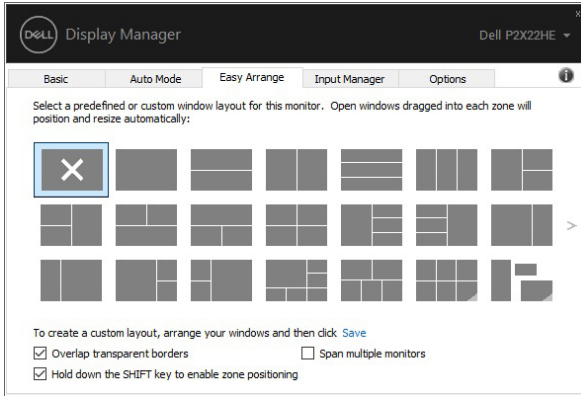 DELL Display Manager
Dell P2X22HE
Basic Auto Mode Easy Arrange Input Manager Options
Select a predefined or custom window layout for this monitor. Open windows dragged into each zone will
position and resize automatically:
To create a custom layout, arrange your windows and then click Save
Overlap transparent borders
Span multiple monitors
Hold down the SHIFT key to enable zone positioning